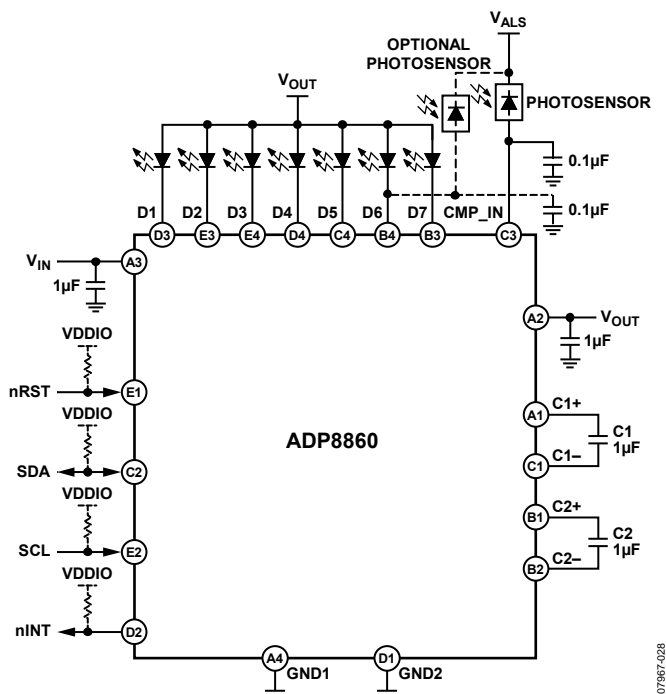 VALS
OPTIONAL
PHOTOSENSOR
VOUT
PHOTOSENSOR
0.1µF
0.1µF
D1 D2 D3 D4 D5 D6 D7 CMP_IN
D3 E3 E4 D4 C4 B4 B3 C3
VIN
A3
1µF
A2
VOUT
1µF
VDDIO
nRST
E1
VDDIO
SDA
C2
VDDIO
SCL
E2
VDDIO
nINT
D2
ADP8860
A1
C1+
C1
1µF
C1
C1–
B1
C2+
C2
1µF
B2
C2–
A4
GND1
D1
GND2
07967-028